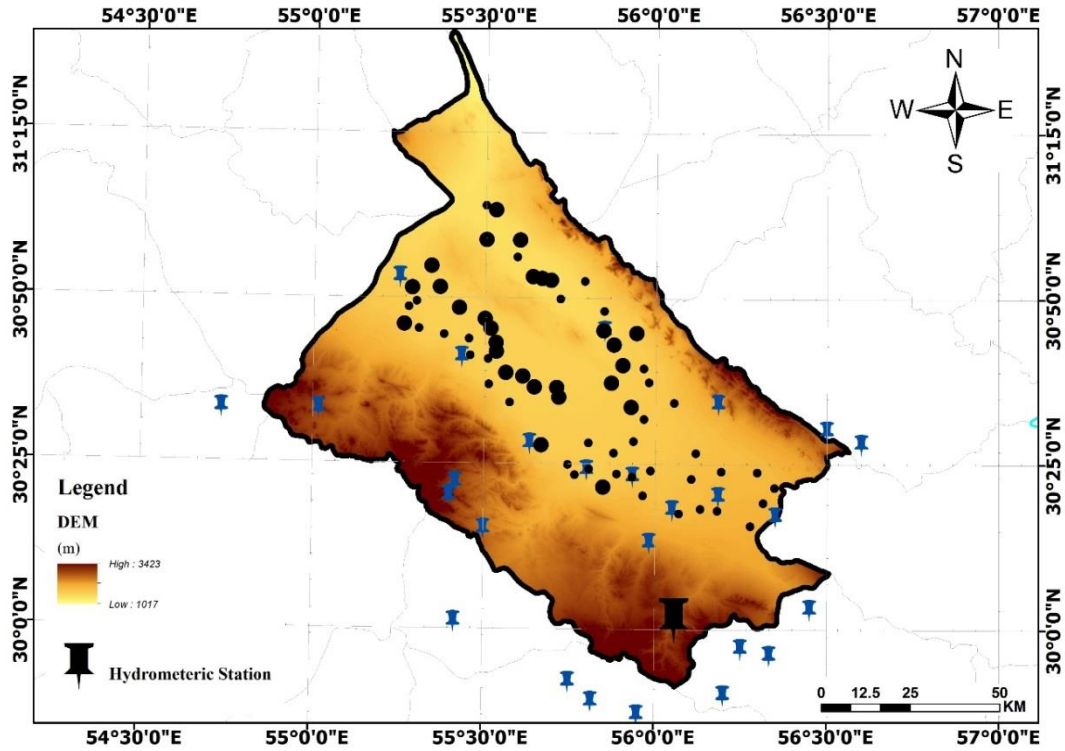 54°30'0"E 55°0'0"E 55°30'0"E 56°0'0"E 56°30'0"E 57°0'0"E
N
W E
S
31°15'0"N
31°15'0"N
30°50'0"N
30°50'0"N
30°25'0"N
30°25'0"N
30°0'0"N
30°0'0"N
Legend
DEM
(m)
High : 3423
Low : 1017
Hydrometeric Station
0 12.5 25 50
KM
54°30'0"E 55°0'0"E 55°30'0"E 56°0'0"E 56°30'0"E 57°0'0"E